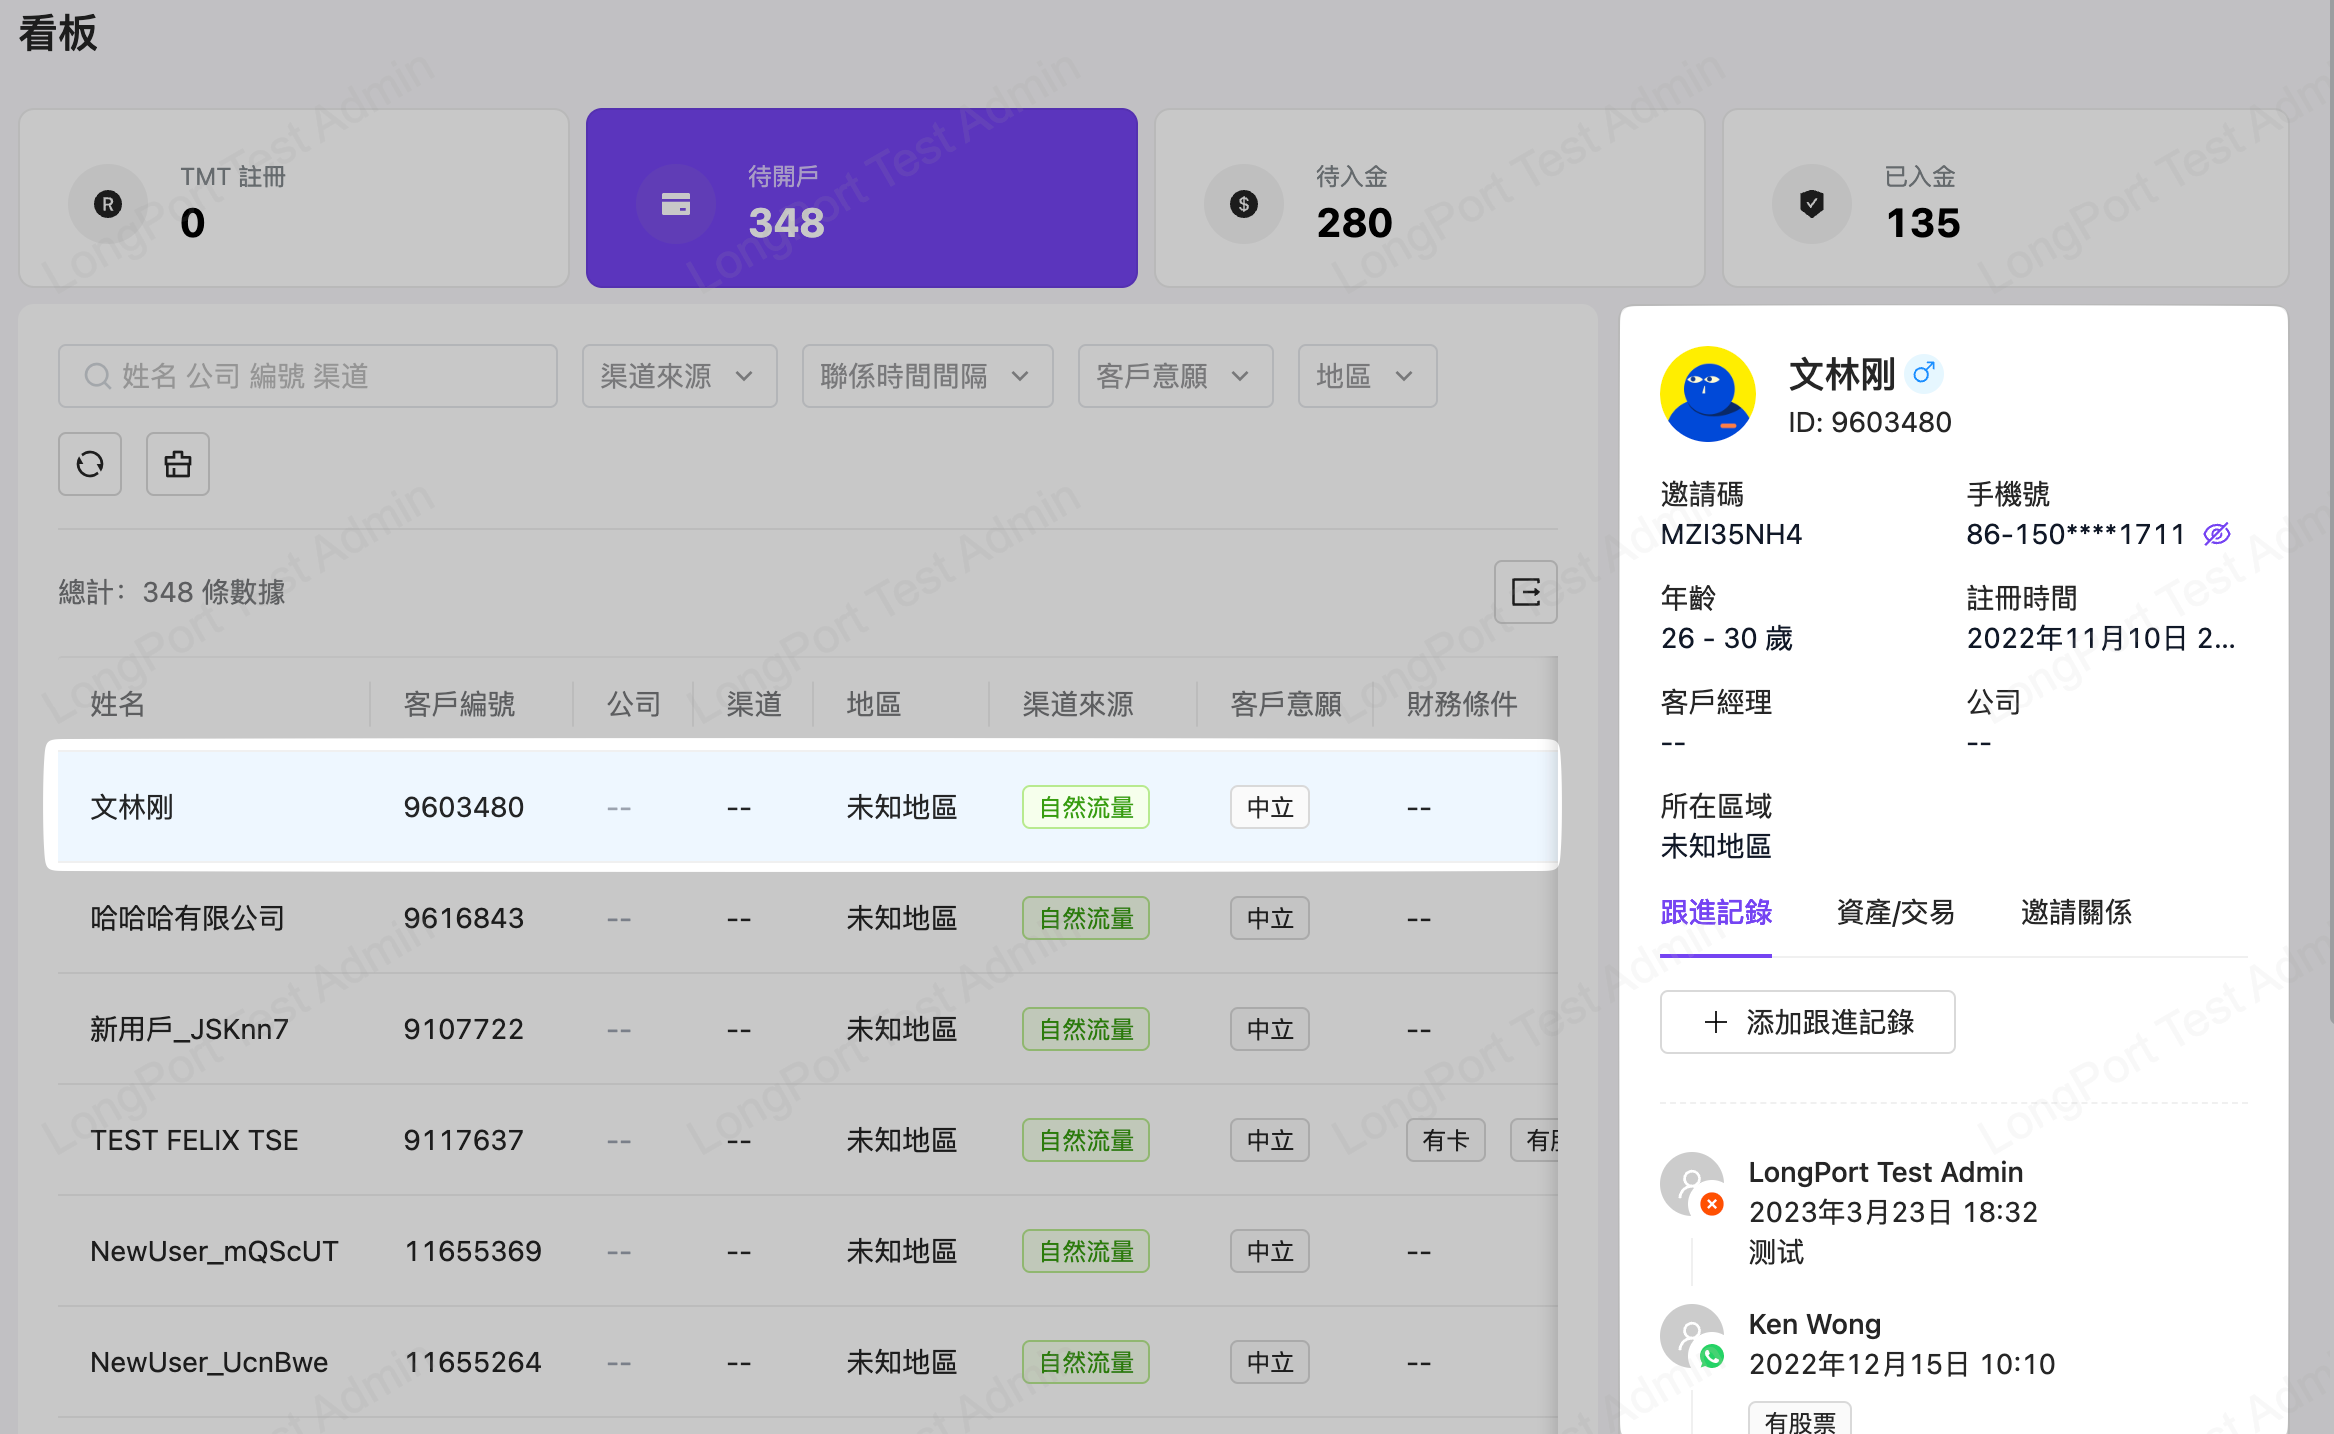 看板
TMT 註冊
0
待開戶
348
待入金
280
已入金
135
姓名 公司 編號 渠道
渠道來源
聯係時間間隔
客戶意願
地區
總計： 348 條數據
姓名 客戶編號 公司 渠道 地區 渠道來源 客戶意願 財務條件
文林刚 9603480 -- -- 未知地區 自然流量 中立 --
哈哈哈有限公司 9616843 -- -- 未知地區 自然流量 中立 --
新用戶_JSKnn7 9107722 -- -- 未知地區 自然流量 中立 --
TEST FELIX TSE 9117637 -- -- 未知地區 自然流量 中立 有卡 有
NewUser_mQScUT 11655369 -- -- 未知地區 自然流量 中立 --
NewUser_UcnBwe 11655264 -- -- 未知地區 自然流量 中立 --
文林刚
ID: 9603480
邀請碼 手機號
MZI35NH4 86-150****1711
年齡 註冊時間
26 - 30 歲 2022年11月10日 2...
客戶經理 公司
-- --
所在區域
未知地區
跟進記錄 資產/交易 邀請關係
添加跟進記錄
LongPort Test Admin
2023年3月23日 18:32
测试
Ken Wong
2022年12月15日 10:10
有股票